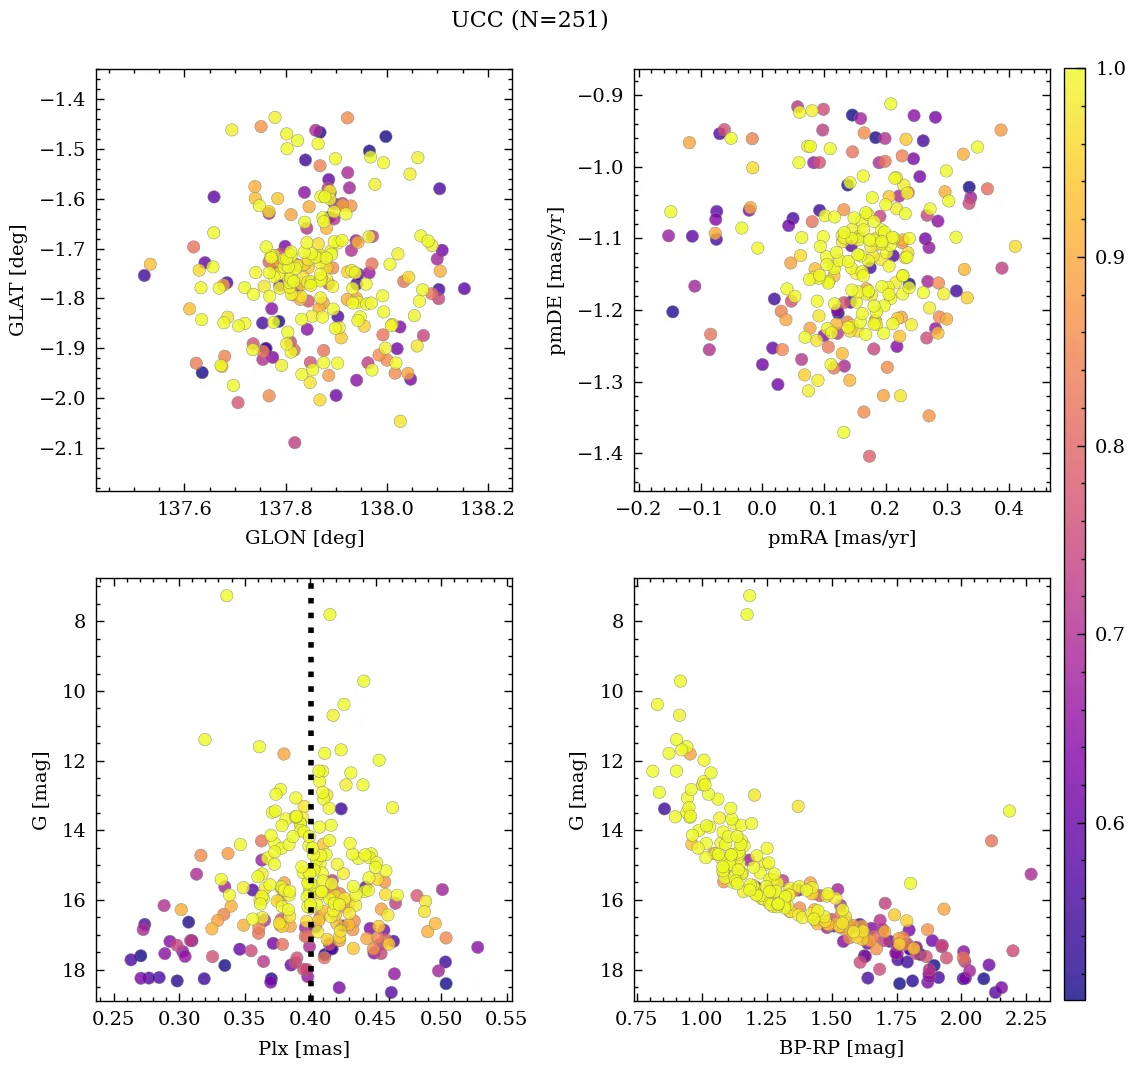 UCC (N=251)
−1.4
−1.5
−1.6
−1.7
−1.8
−1.9
−2.0
−2.1
GLAT [deg]
137.6 137.8 138.0 138.2
GLON [deg]
−0.9
−1.0
−1.1
−1.2
−1.3
−1.4
pmDE [mas/yr]
−0.2 −0.1 0.0 0.1 0.2 0.3 0.4
pmRA [mas/yr]
1.0
0.9
0.8
0.7
0.6
8
10
12
14
16
18
G [mag]
0.25 0.30 0.35 0.40 0.45 0.50 0.55
Plx [mas]
8
10
12
14
16
18
G [mag]
0.75 1.00 1.25 1.50 1.75 2.00 2.25
BP-RP [mag]